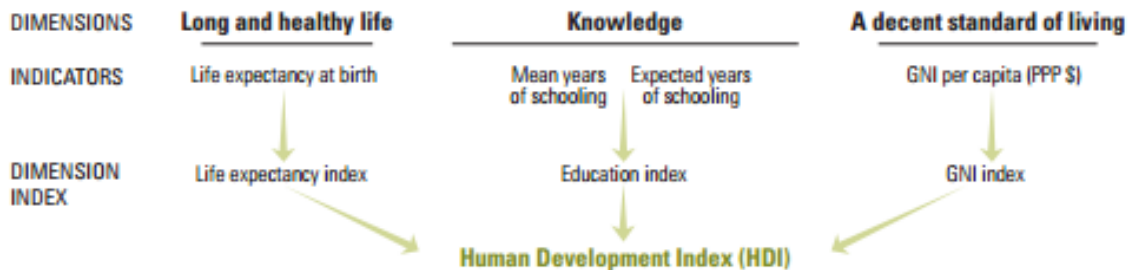 DIMENSIONS Long and healthy life Knowledge A decent standard of living
INDICATORS Life expectancy at birth Mean years Expected years GNI per capita (PPP $)
of schooling of schooling
DIMENSION Life expectancy index Education index GNI index
INDEX
Human Development Index (HDI)